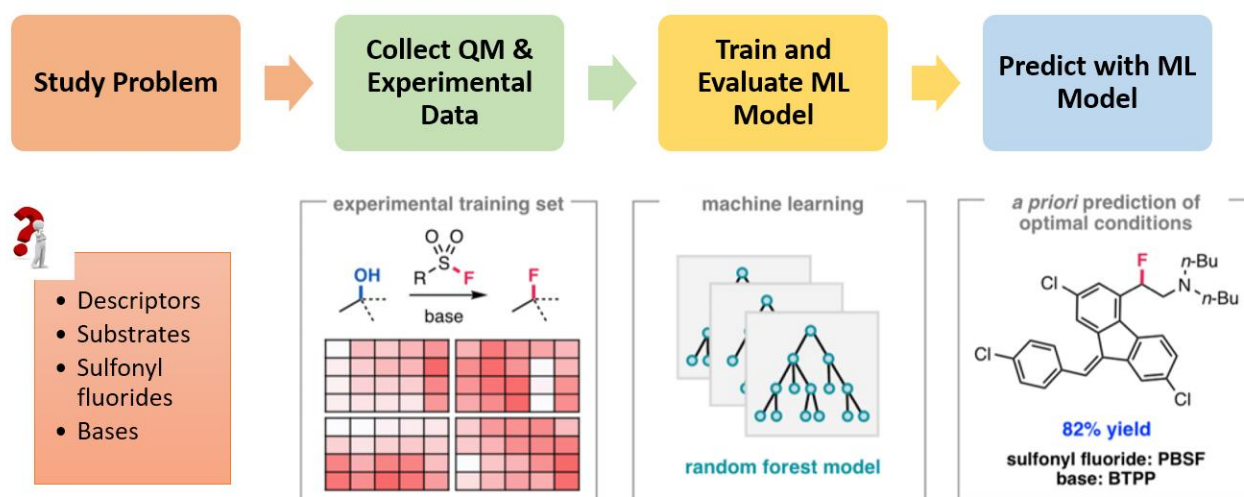 Study Problem
Collect QM &
Experimental
Data
Train and
Evaluate ML
Model
Predict with ML
Model
?
• Descriptors
• Substrates
• Sulfonyl
fluorides
• Bases
experimental training set
OH
O O
S
R F
base
F
machine learning
random forest model
a priori prediction of
optimal conditions
F
n-Bu
N
n-Bu
Cl
Cl
Cl
82% yield
sulfonyl fluoride: PBSF
base: BTPP